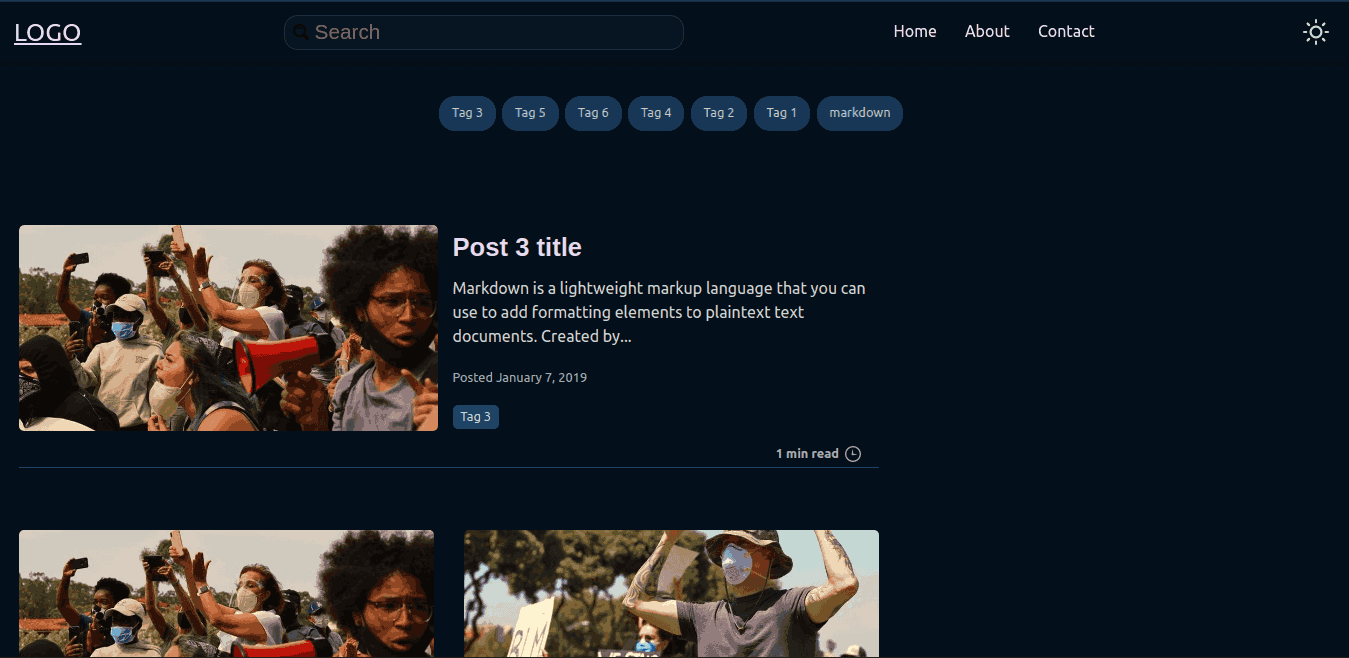 LOGO
Search
Home About Contact
Tag 3 Tag 5 Tag 6 Tag 4 Tag 2 Tag 1 markdown
Post 3 title
Markdown is a lightweight markup language that you can
use to add formatting elements to plaintext text
documents. Created by...
Posted January 7, 2019
Tag 3
1 min read